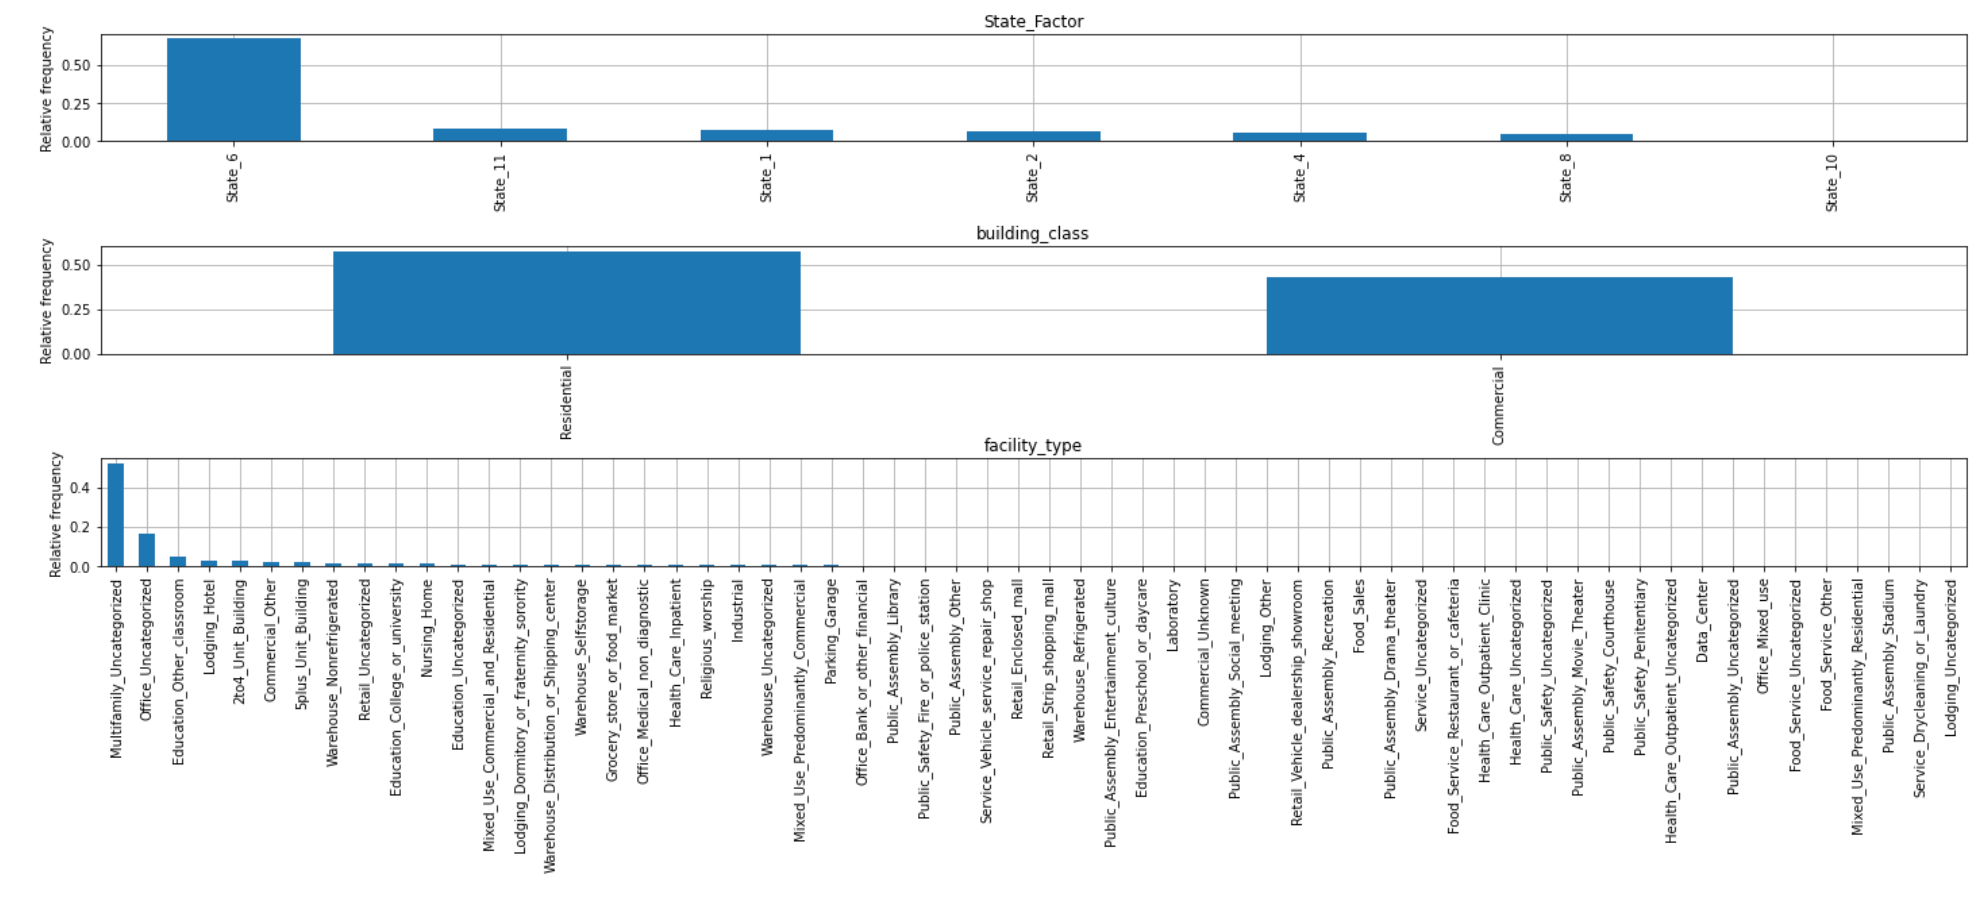 State_Factor
Relative frequency
0.50
0.25
0.00
State_6
State_11
State_1
State_2
State_4
State_8
State_10
building_class
Relative frequency
0.50
0.25
0.00
Residential
Commercial
facility_type
Relative frequency
0.4
0.2
0.0
Multifamily_Uncategorized
Office_Uncategorized
Education_Other_classroom
Lodging_Hotel
2to4_Unit_Building
Commercial_Other
5plus_Unit_Building
Warehouse_Nonrefrigerated
Retail_Uncategorized
Education_College_or_university
Nursing_Home
Education_Uncategorized
Mixed_Use_Commercial_and_Residential
Lodging_Dormitory_or_fraternity_sorority
Warehouse_Distribution_or_Shipping_center
Warehouse_Selfstorage
Grocery_store_or_food_market
Office_Medical_non_diagnostic
Health_Care_Inpatient
Religious_worship
Industrial
Warehouse_Uncategorized
Mixed_Use_Predominantly_Commercial
Parking_Garage
Office_Bank_or_other_financial
Public_Assembly_Library
Public_Safety_Fire_or_police_station
Public_Assembly_Other
Service_Vehicle_service_repair_shop
Retail_Enclosed_mall
Retail_Strip_shopping_mall
Warehouse_Refrigerated
Public_Assembly_Entertainment_culture
Education_Preschool_or_daycare
Laboratory
Commercial_Unknown
Public_Assembly_Social_meeting
Lodging_Other
Retail_Vehicle_dealership_showroom
Public_Assembly_Recreation
Food_Sales
Public_Assembly_Drama_theater
Service_Uncategorized
Food_Service_Restaurant_or_cafeteria
Health_Care_Outpatient_Clinic
Health_Care_Uncategorized
Public_Safety_Uncategorized
Public_Assembly_Movie_Theater
Public_Safety_Courthouse
Public_Safety_Penitentiary
Health_Care_Outpatient_Uncategorized
Data_Center
Public_Assembly_Uncategorized
Office_Mixed_use
Food_Service_Uncategorized
Food_Service_Other
Mixed_Use_Predominantly_Residential
Public_Assembly_Stadium
Service_Drycleaning_or_Laundry
Lodging_Uncategorized